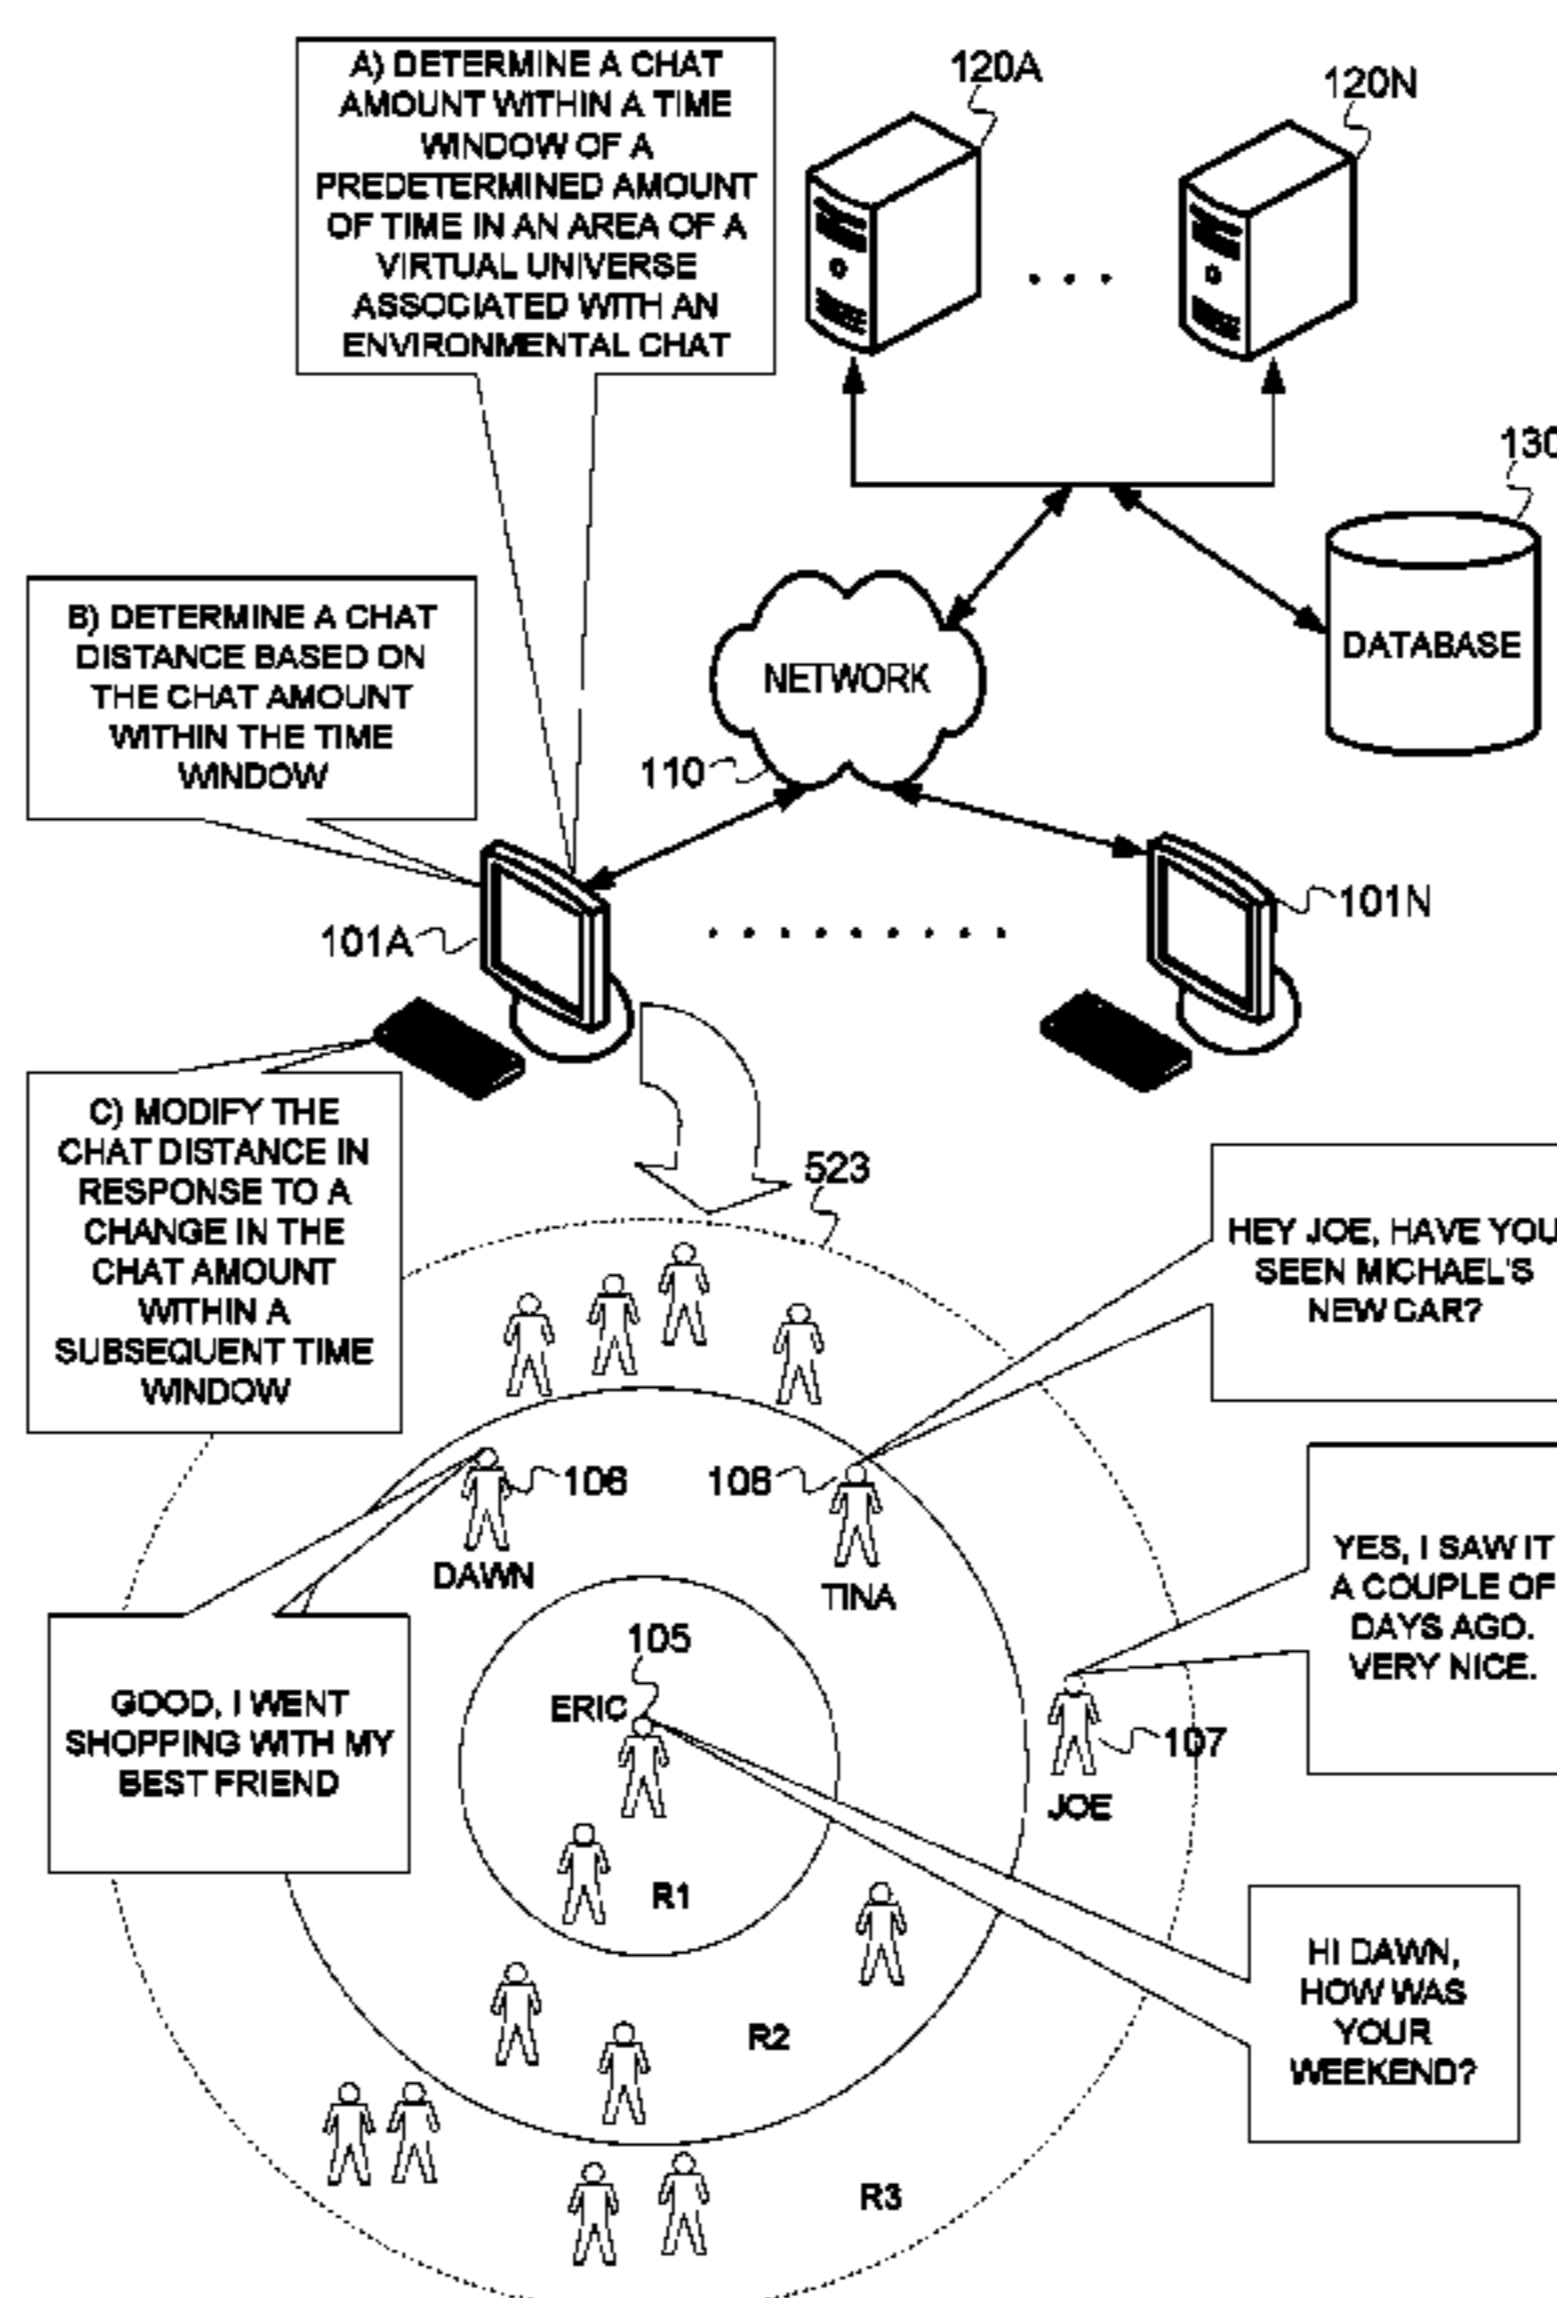 A) DETERMINE A CHAT
AMOUNT WITHIN A TIME
WINDOW OF A
PREDETERMINED AMOUNT
OF TIME IN AN AREA OF A
VIRTUAL UNIVERSE
ASSOCIATED WITH AN
ENVIRONMENTAL CHAT
120A
120N
130
B) DETERMINE A CHAT
DISTANCE BASED ON
THE CHAT AMOUNT
WITHIN THE TIME
WINDOW
NETWORK
DATABASE
110
101A
101N
C) MODIFY THE
CHAT DISTANCE IN
RESPONSE TO A
CHANGE IN THE
CHAT AMOUNT
WITHIN A
SUBSEQUENT TIME
WINDOW
523
HEY JOE, HAVE YOU
SEEN MICHAEL'S
NEW CAR?
106
108
DAWN
TINA
YES, I SAW IT
A COUPLE OF
DAYS AGO.
VERY NICE.
105
ERIC
GOOD, I WENT
SHOPPING WITH MY
BEST FRIEND
107
JOE
R1
HI DAWN,
HOW WAS
YOUR
WEEKEND?
R2
R3